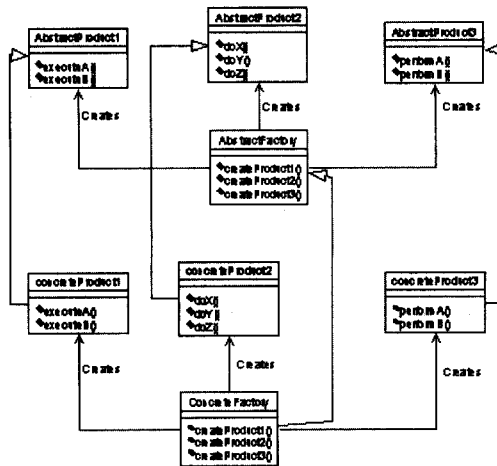 AbstractProduct1
executeA()
executeB()
AbstractProduct2
doX()
doY()
doZ()
AbstractProduct3
performA()
performB()
Creates
Creates
Creates
AbstractFactory
createProduct1()
createProduct2()
createProduct3()
concreteProduct1
executeA()
executeB()
concreteProduct2
doX()
doY()
doZ()
concreteProduct3
performA()
performB()
Creates
Creates
Creates
ConcreteFactory
createProduct1()
createProduct2()
createProduct3()